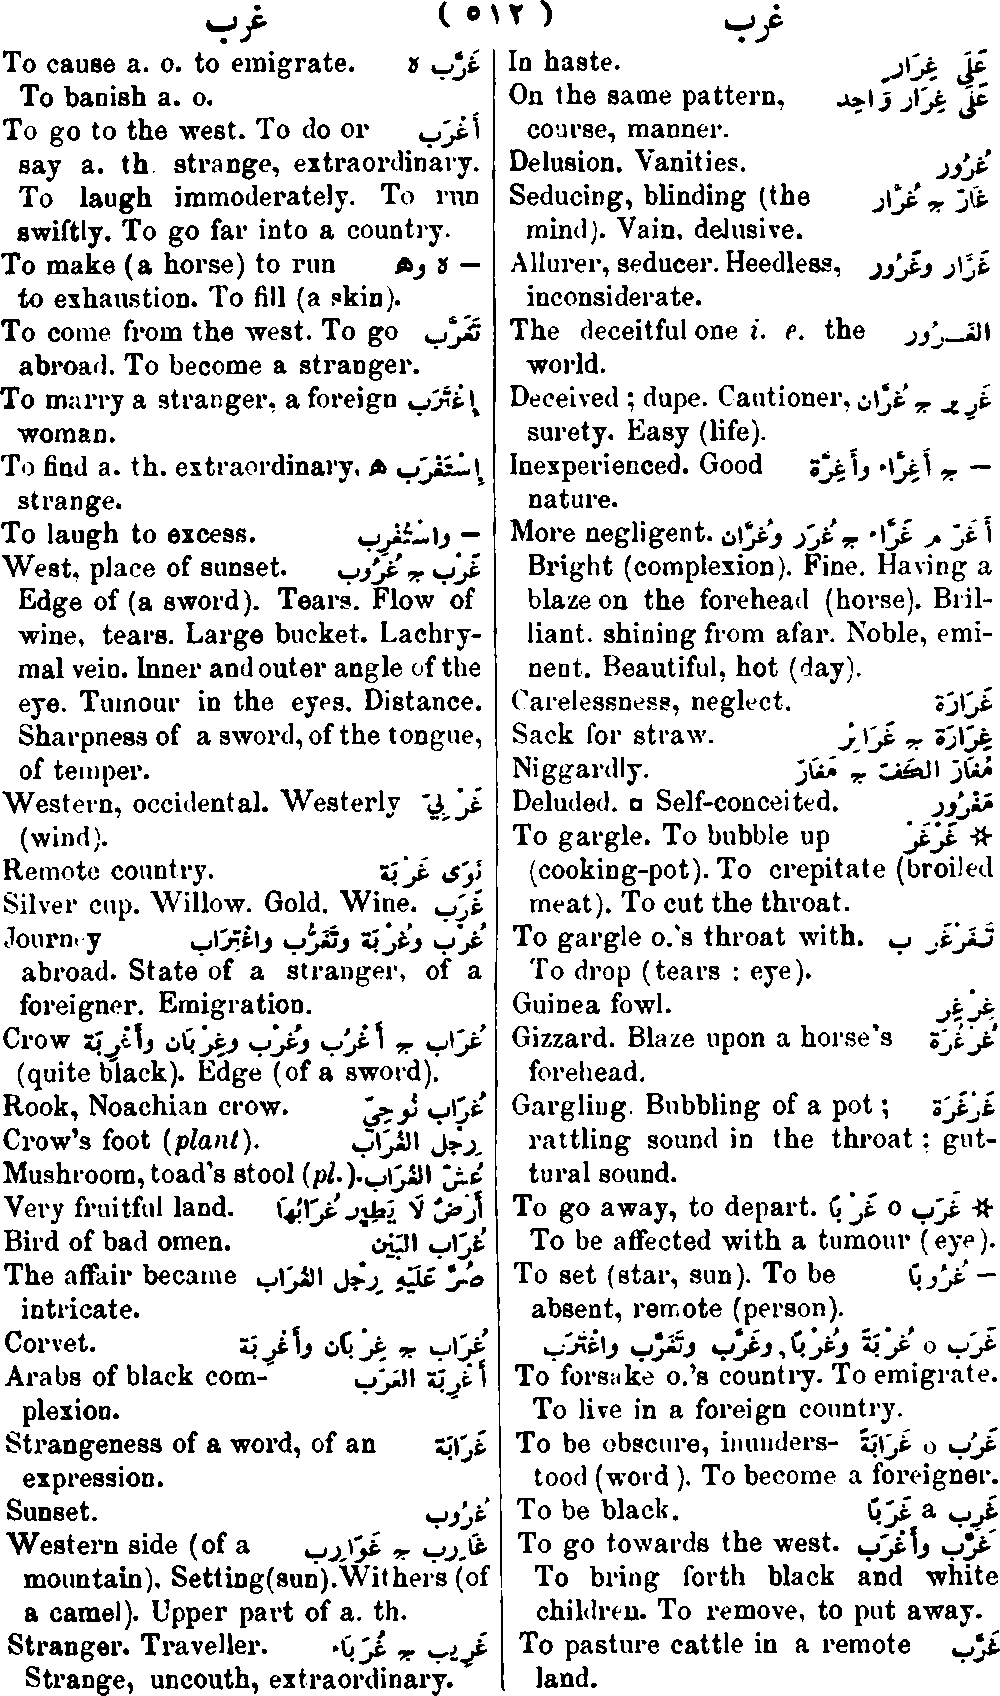 غرب ( ٥١٢ ) غرب
In haste. عَلَى غِرَار
On the same pattern, عَلَى غِرَار وَاحِد
course, manner.
Delusion. Vanities. غُرُور
Seducing, blinding (the غَارّ ج غُرَّار
mind). Vain, delusive.
Allurer, seducer. Heedless, غَرَّار وغَرُور
inconsiderate.
The deceitful one i. e. the الغَـرُور
world.
Deceived ; dupe. Cautioner, غَرِير ج غُرَّان
surety. Easy (life).
Inexperienced. Good — ج أَغِرَّاء وأَغِرَّة
nature.
More negligent. أَغَرّ م غَرَّاء ج غُرَر وغُرَّان
Bright (complexion). Fine. Having a
blaze on the forehead (horse). Bril-
liant, shining from afar. Noble, emi-
nent. Beautiful, hot (day).
Carelessness, neglect. غَرَارَة
Sack for straw. غِرَارَة ج غَرَائِر
Niggardly. مُغَارّ الكَفّ ج مَغَارّ
Deluded. ¤ Self-conceited. مَغْرُور
To gargle. To bubble up ☆ غَرْغَرَ
(cooking-pot). To crepitate (broiled
meat). To cut the throat.
To gargle o.'s throat with. تَـغَرْغَرَ ب
To drop (tears : eye).
Guinea fowl. غِرْغِر
Gizzard. Blaze upon a horse's غُرْغُرَة
forehead.
Gargling. Bubbling of a pot ; غَرْغَرَة
rattling sound in the throat ; gut-
tural sound.
To go away, to depart. ☆ غَرَب o غَرْبًا
To be affected with a tumour (eye).
To set (star, sun). To be — غُرُوبًا
absent, remote (person).
غَرَب o غُرْبَةً وغُرْبًا, وغَرَّب وتَغَرَّب واغْتَرَب
To forsake o.'s country. To emigrate.
To live in a foreign country.
To be obscure, inunders- غَرُب o غَرَابَةً
tood (word ). To become a foreigner.
To be black. غَرِب a غَرَبًا
To go towards the west. غَرَّب وأَغْرَب
To bring forth black and white
children. To remove, to put away.
To pasture cattle in a remote غَرَّب
land.
To cause a. o. to emigrate. غَرَّب ه
To banish a. o.
To go to the west. To do or أَغْرَب
say a. th. strange, extraordinary.
To laugh immoderately. To run
swiftly. To go far into a country.
To make (a horse) to run — ه وه
to exhaustion. To fill (a skin).
To come from the west. To go تَغَرَّب
abroad. To become a stranger.
To marry a stranger, a foreign إِغْتَرَب
woman.
To find a. th. extraordinary, إِسْتَغْرَب ه
strange.
To laugh to excess. — واسْتُغْرِب
West, place of sunset. غَرْب ج غُرُوب
Edge of (a sword). Tears. Flow of
wine, tears. Large bucket. Lachry-
mal vein. Inner and outer angle of the
eye. Tumour in the eyes. Distance.
Sharpness of a sword, of the tongue,
of temper.
Western, occidental. Westerly غَرْبِيّ
(wind).
Remote country. نَوًى غَرْبَة
Silver cup. Willow. Gold. Wine. غَرَب
Journey غُرْب وغُرْبَة وتَغَرُّب واغْتِرَاب
abroad. State of a stranger, of a
foreigner. Emigration.
Crow غُرَاب ج أَغْرُب وغُرْب وغِرْبَان وأَغْرِبَة
(quite black). Edge (of a sword).
Rook, Noachian crow. غُرَاب نُوحِيّ
Crow's foot (plant). رِجْل الغُرَاب
Mushroom, toad's stool (pl.). عُشّ الغُرَاب
Very fruitful land. أَرْضٌ لَا يَطِير غُرَابُهَا
Bird of bad omen. غُرَاب البَيْن
The affair became صُرَّ عَلَيْهِ رِجْل الغُرَاب
intricate.
Corvet. غُرَاب ج غِرْبَان وأَغْرِبَة
Arabs of black com- أَغْرِبَة العَرَب
plexion.
Strangeness of a word, of an غَرَابَة
expression.
Sunset. غُرُوب
Western side (of a غَارِب ج غَوَارِب
mountain). Setting(sun).Withers (of
a camel). Upper part of a. th.
Stranger. Traveller. غَرِيب ج غُرَبَاء
Strange, uncouth, extraordinary.